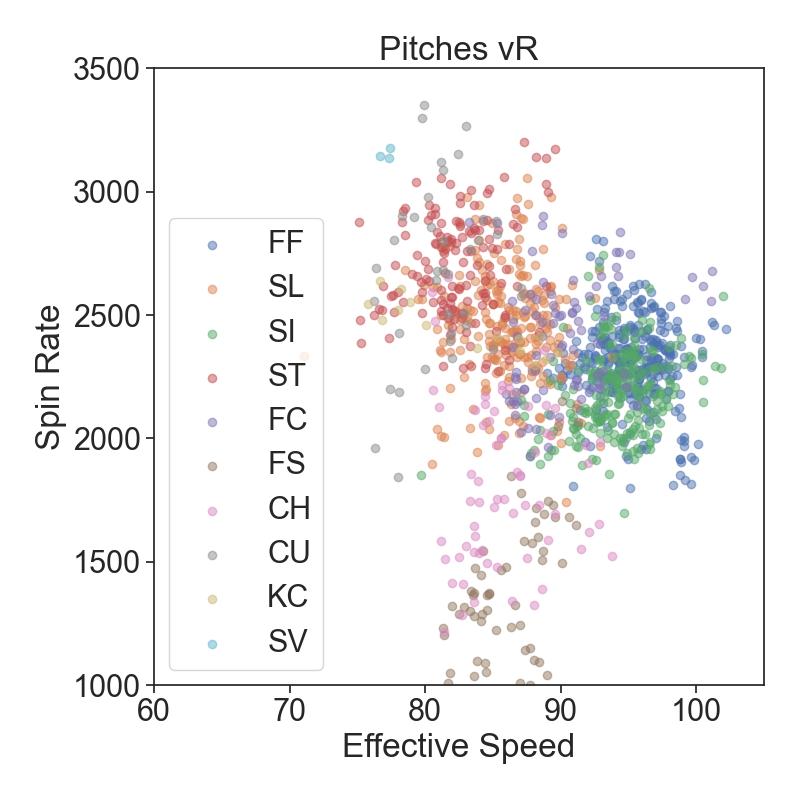 Pitches vR
3500
3000
2500
2000
1500
1000
Spin Rate
FF
SL
SI
ST
FC
FS
CH
CU
KC
SV
60 70 80 90 100
Effective Speed